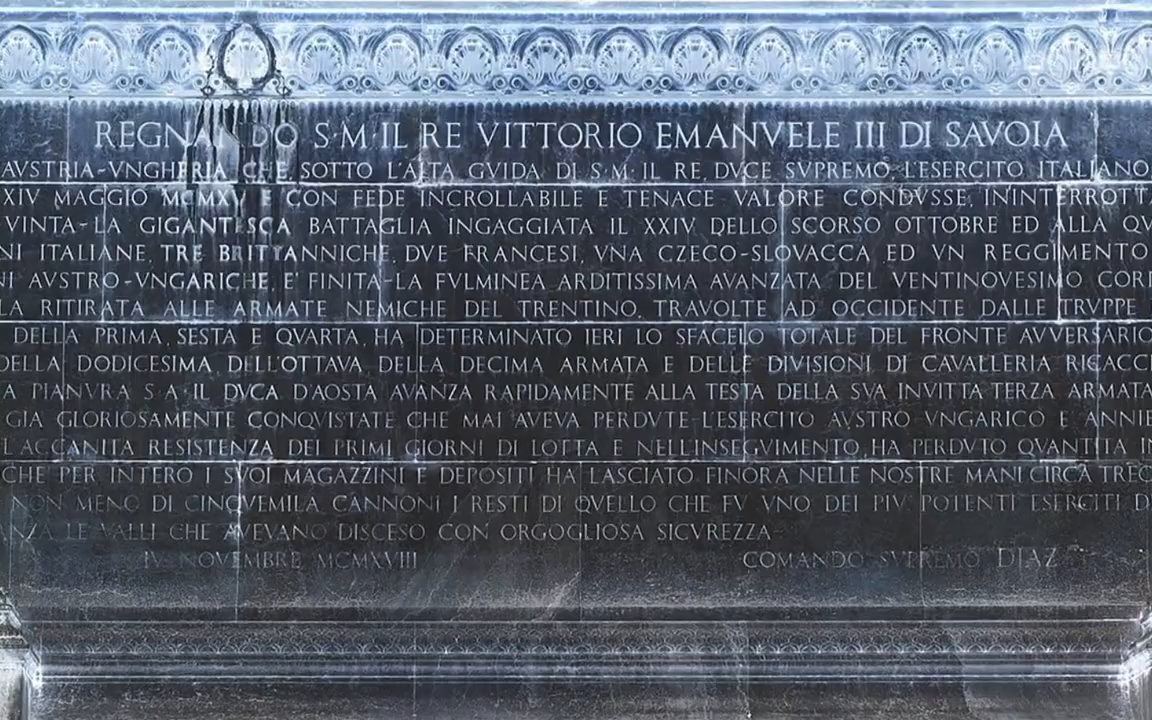 REGNANDO S·M·IL RE VITTORIO EMANVELE III DI SAVOIA
AVSTRIA-VNGHERIA CHE, SOTTO L'ALTA GVIDA DI S·M·IL RE, DVCE SVPREMO, L'ESERCITO ITALIANO,
XIV MAGGIO MCMXV E CON FEDE INCROLLABILE E TENACE VALORE CONDVSSE, ININTERROTT
VINTA-LA GIGANTESCA BATTAGLIA INGAGGIATA IL XXIV DELLO SCORSO OTTOBRE ED ALLA QV
NI ITALIANE, TRE BRITTANNICHE, DVE FRANCESI, VNA CZECO-SLOVACCA ED VN REGGIMENTO
NI AVSTRO-VNGARICHE E FINITA-LA FVLMINEA ARDITISSIMA AVANZATA DEL VENTINOVESIMO CORP
LA RITIRATA ALLE ARMATE NEMICHE DEL TRENTINO, TRAVOLTE AD OCCIDENTE DALLE TRVPPE
DELLA PRIMA, SESTA E QVARTA, HA DETERMINATO IERI LO SFACELO TOTALE DEL FRONTE AVVERSARIO
DELLA DODICESIMA DELL'OTTAVA DELLA DECIMA ARMATA E DELLE DIVISIONI DI CAVALLERIA RICACCI
A PIANVRA S·A·IL DVCA D'AOSTA AVANZA RAPIDAMENTE ALLA TESTA DELLA SVA INVITTA TERZA ARMATA
GIA GLORIOSAMENTE CONQVISTATE CHE MAI AVEVA PERDVTE L'ESERCITO AVSTRO VNGARICO E ANNIE
L'ACCANITA RESISTENZA DEI PRIMI GIORNI DI LOTTA E NELL'INSEGVIMENTO HA PERDVTO QVANTITA IN
CHE PER INTERO I SVOI MAGAZZINI E DEPOSITI HA LASCIATO FINORA NELLE NOSTRE MANI CIRCA TREC
NON MENO DI CINQVEMILA CANNONI I RESTI DI QVELLO CHE FV VNO DEI PIV POTENTI ESERCITI D
ZA LE VALLI CHE AVEVANO DISCESO CON ORGOGLIOSA SICVREZZA-
IV NOVEMBRE MCMXVIII COMANDO SVPREMO DIAZ